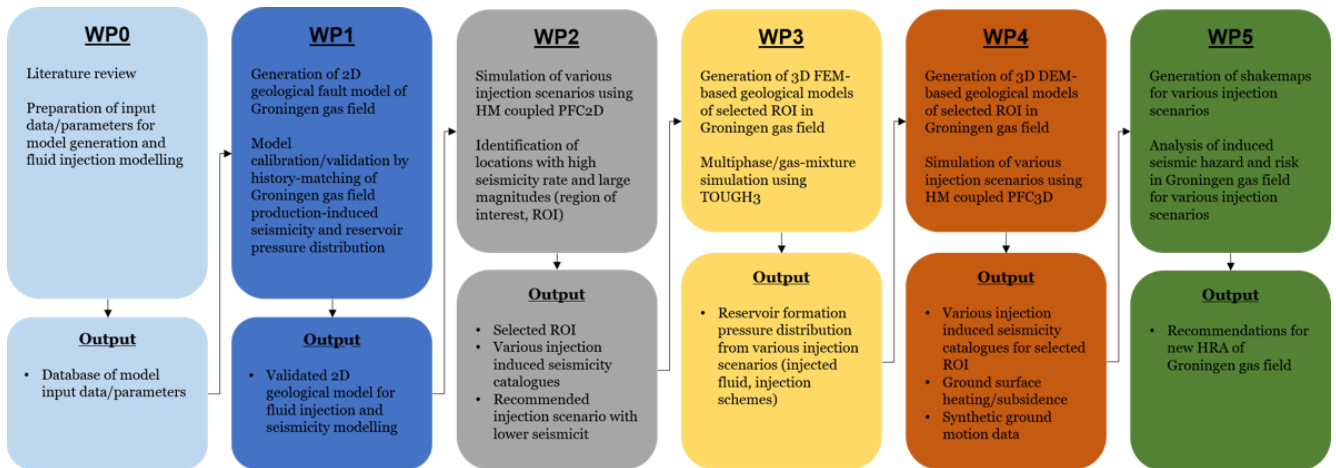 WP0
Literature review
Preparation of input
data/parameters for
model generation and
fluid injection modelling
Output
• Database of model
input data/parameters
WP1
Generation of 2D
geological fault model of
Groningen gas field
Model
calibration/validation by
history-matching of
Groningen gas field
production-induced
seismicity and reservoir
pressure distribution
Output
• Validated 2D
geological model for
fluid injection and
seismicity modelling
WP2
Simulation of various
injection scenarios using
HM coupled PFC2D
Identification of
locations with high
seismicity rate and large
magnitudes (region of
interest, ROI)
Output
• Selected ROI
• Various injection
induced seismicity
catalogues
• Recommended
injection scenario with
lower seismicit
WP3
Generation of 3D FEM-
based geological models
of selected ROI in
Groningen gas field
Multiphase/gas-mixture
simulation using
TOUGH3
Output
• Reservoir formation
pressure distribution
from various injection
scenarios (injected
fluid, injection
schemes)
WP4
Generation of 3D DEM-
based geological models
of selected ROI in
Groningen gas field
Simulation of various
injection scenarios using
HM coupled PFC3D
Output
• Various injection
induced seismicity
catalogues for selected
ROI
• Ground surface
heating/subsidence
• Synthetic ground
motion data
WP5
Generation of shakemaps
for various injection
scenarios
Analysis of induced
seismic hazard and risk
in Groningen gas field
for various injection
scenarios
Output
• Recommendations for
new HRA of
Groningen gas field